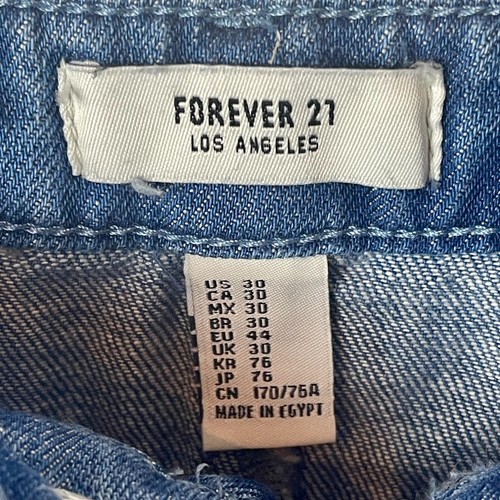 FOREVER 21
LOS ANGELES
US 30
CA 30
MX 30
BR 30
EU 44
UK 30
KR 76
JP 76
CN 170/76A
MADE IN EGYPT